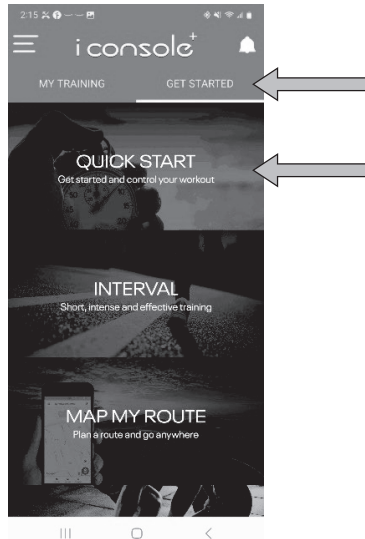 2:15
i console+
MY TRAINING
GET STARTED
QUICK START
Get started and control your workout
INTERVAL
Short, intense and effective training
MAP MY ROUTE
Plan a route and go anywhere